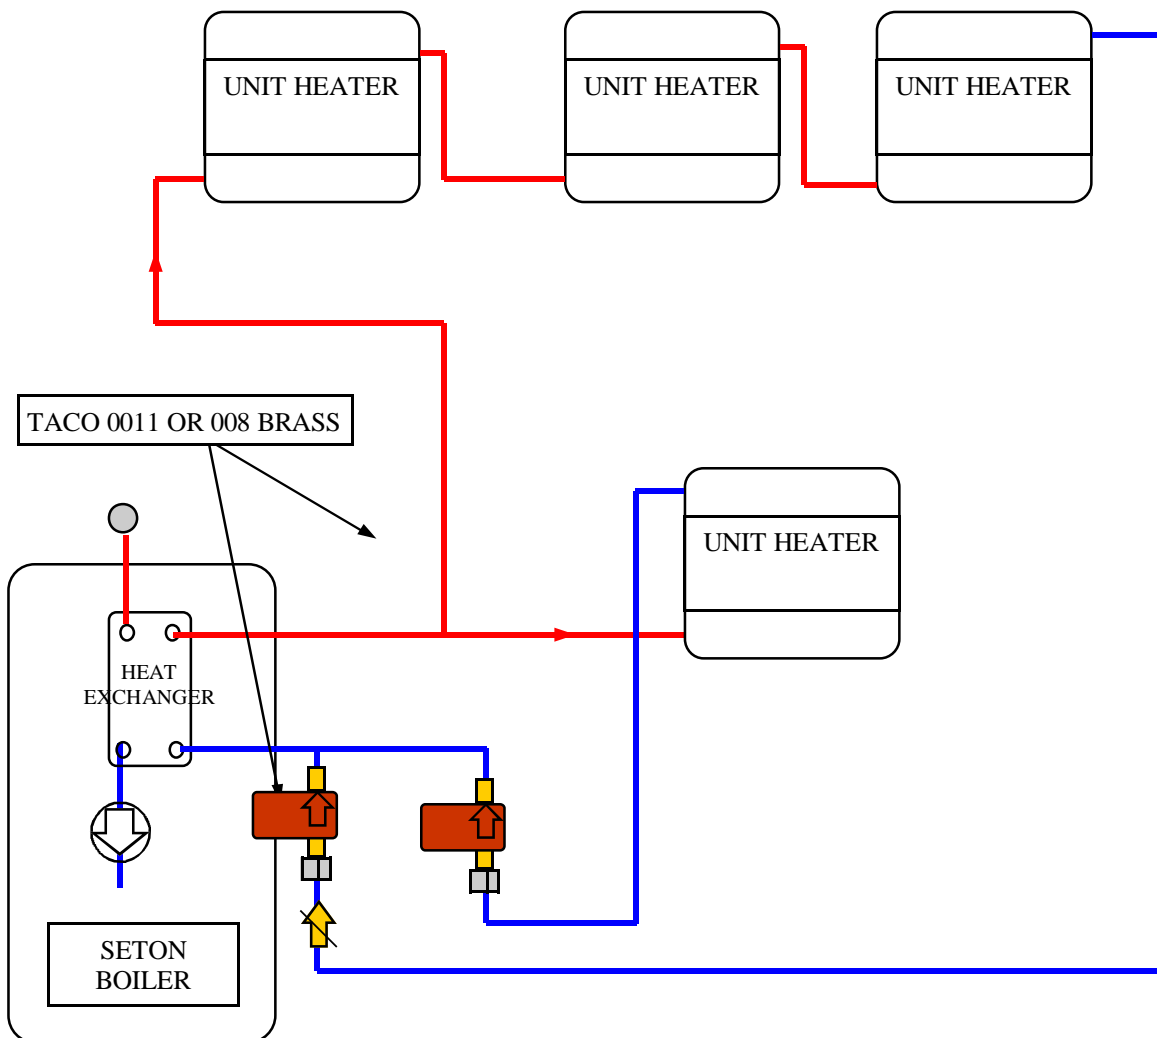 UNIT HEATER
UNIT HEATER
UNIT HEATER
TACO 0011 OR 008 BRASS
UNIT HEATER
HEAT
EXCHANGER
SETON
BOILER